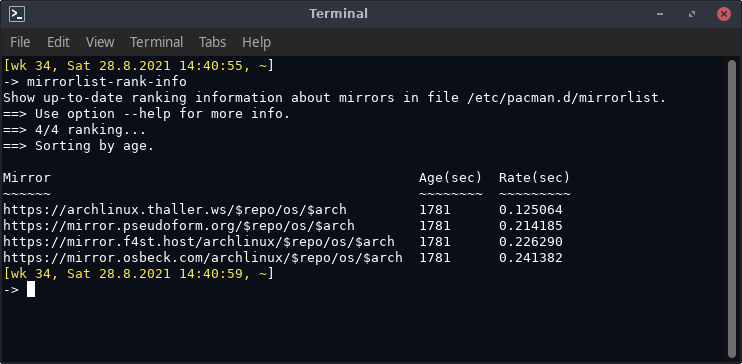 Terminal
File Edit View Terminal Tabs Help
[wk 34, Sat 28.8.2021 14:40:55, ~]
-> mirrorlist-rank-info
Show up-to-date ranking information about mirrors in file /etc/pacman.d/mirrorlist.
==> Use option --help for more info.
==> 4/4 ranking...
==> Sorting by age.

Mirror                                              Age(sec)  Rate(sec)
~~~~~~                                              ~~~~~~~~  ~~~~~~~~~
https://archlinux.thaller.ws/$repo/os/$arch         1781      0.125064
https://mirror.pseudoform.org/$repo/os/$arch        1781      0.214185
https://mirror.f4st.host/archlinux/$repo/os/$arch   1781      0.226290
https://mirror.osbeck.com/archlinux/$repo/os/$arch  1781      0.241382
[wk 34, Sat 28.8.2021 14:40:59, ~]
->